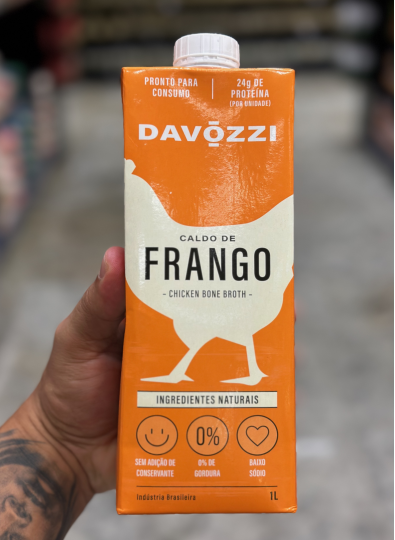 PRONTO PARA
CONSUMO
24g DE
PROTEÍNA
(POR UNIDADE)
DAVŌZZI
CALDO DE
FRANGO
- CHICKEN BONE BROTH -
INGREDIENTES NATURAIS
SEM ADIÇÃO DE
CONSERVANTE
0%
0% DE
GORDURA
BAIXO
SÓDIO
Indústria Brasileira
1L